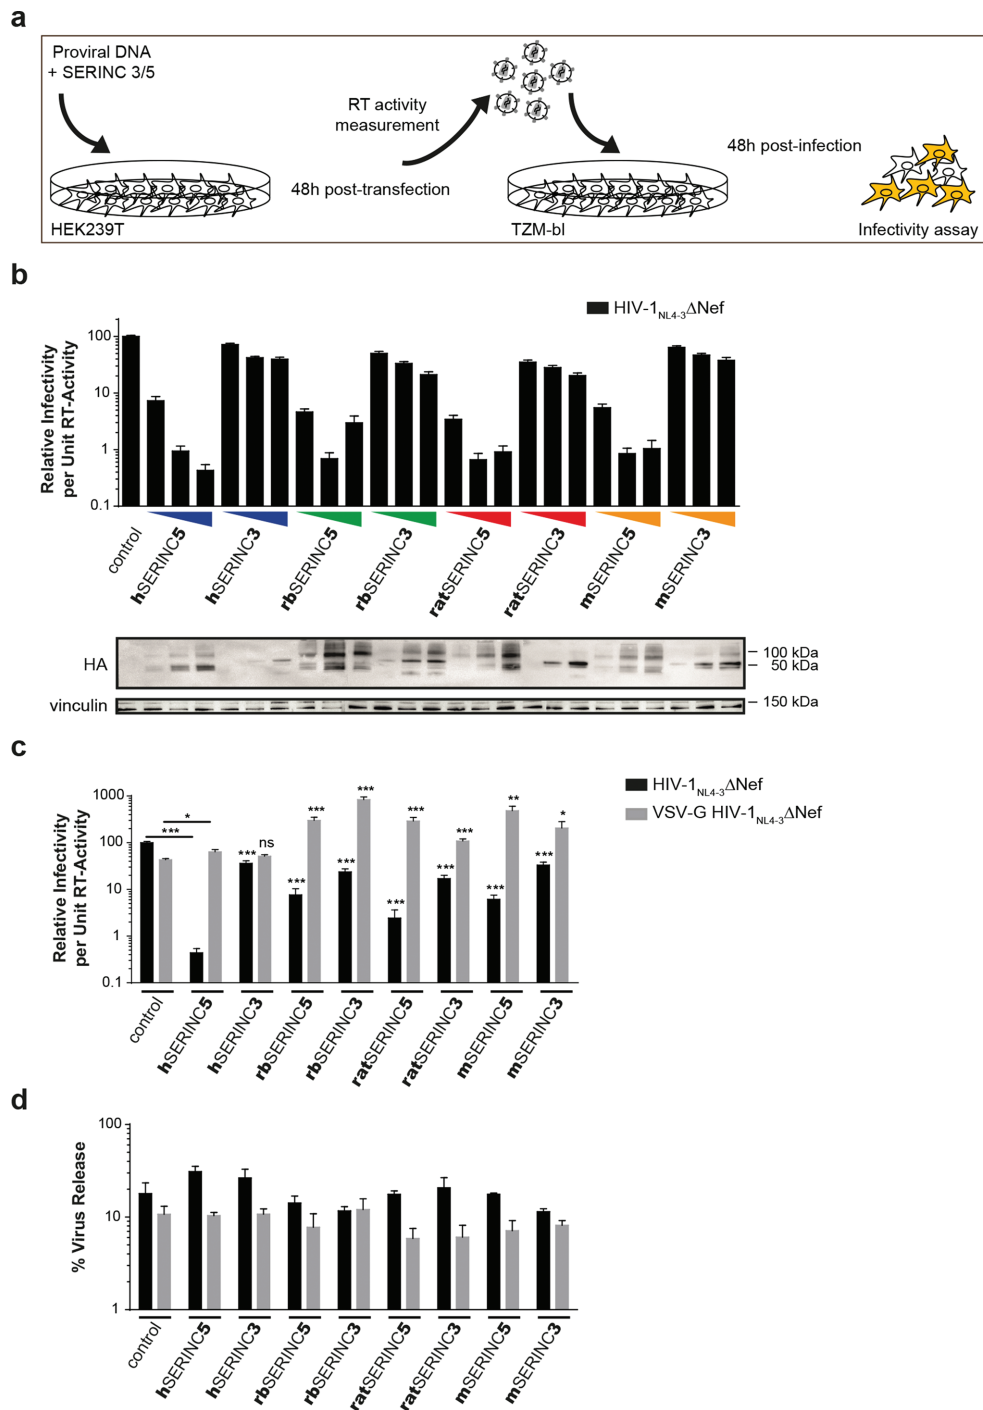 a
Proviral DNA
+ SERINC 3/5
RT activity
measurement
48h post-transfection
48h post-infection
HEK239T
TZM-bl
Infectivity assay
b
HIV-1NL4-3ΔNef
Relative Infectivity
per Unit RT-Activity
100
10
1
0.1
control
hSERINC5
hSERINC3
rbSERINC5
rbSERINC3
ratSERINC5
ratSERINC3
mSERINC5
mSERINC3
HA
100 kDa
50 kDa
vinculin
150 kDa
c
HIV-1NL4-3ΔNef
VSV-G HIV-1NL4-3ΔNef
Relative Infectivity
per Unit RT-Activity
1000
100
10
1
0.1
*
***
***
ns
***
***
***
***
***
***
***
***
***
**
***
*
control
hSERINC5
hSERINC3
rbSERINC5
rbSERINC3
ratSERINC5
ratSERINC3
mSERINC5
mSERINC3
d
% Virus Release
100
10
1
control
hSERINC5
hSERINC3
rbSERINC5
rbSERINC3
ratSERINC5
ratSERINC3
mSERINC5
mSERINC3